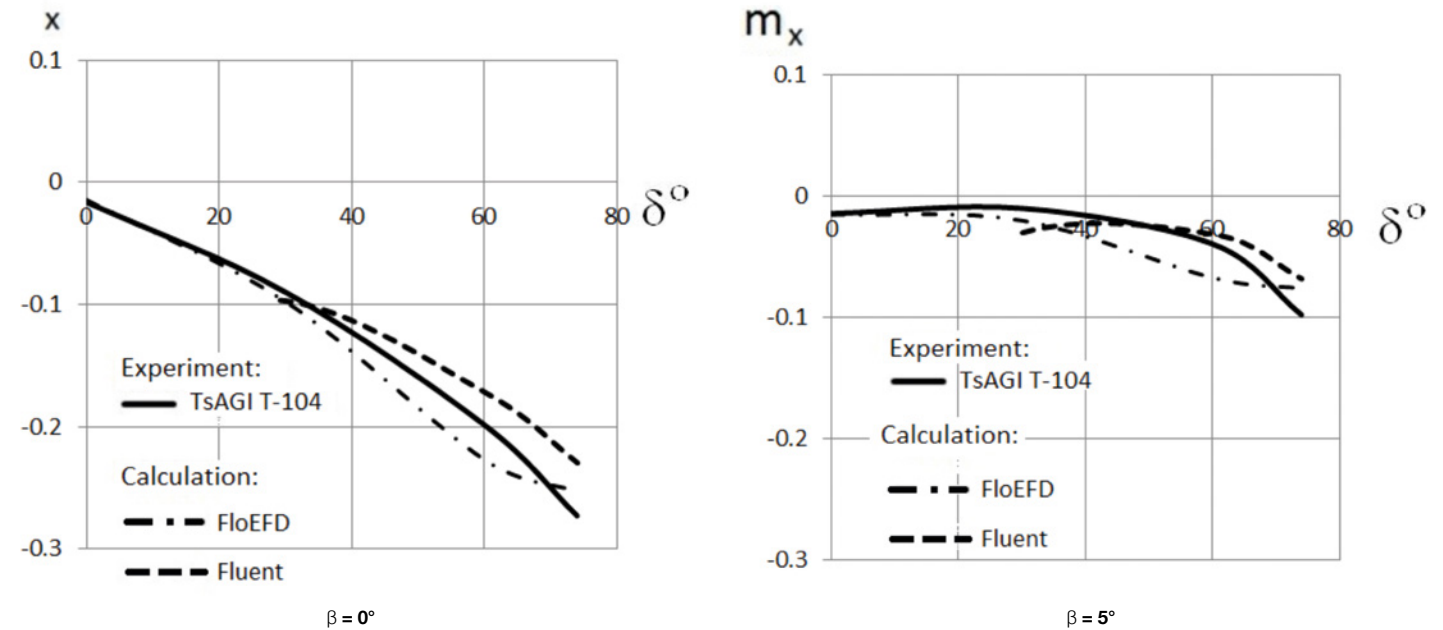 x
0.1
0
0 20 40 60 80 δ°
-0.1
Experiment:
TsAGI T-104
-0.2
Calculation:
FloEFD
-0.3
Fluent
β = 0°
mx
0.1
0
0 20 40 60 80 δ°
-0.1
Experiment:
TsAGI T-104
-0.2
Calculation:
FloEFD
Fluent
-0.3
β = 5°